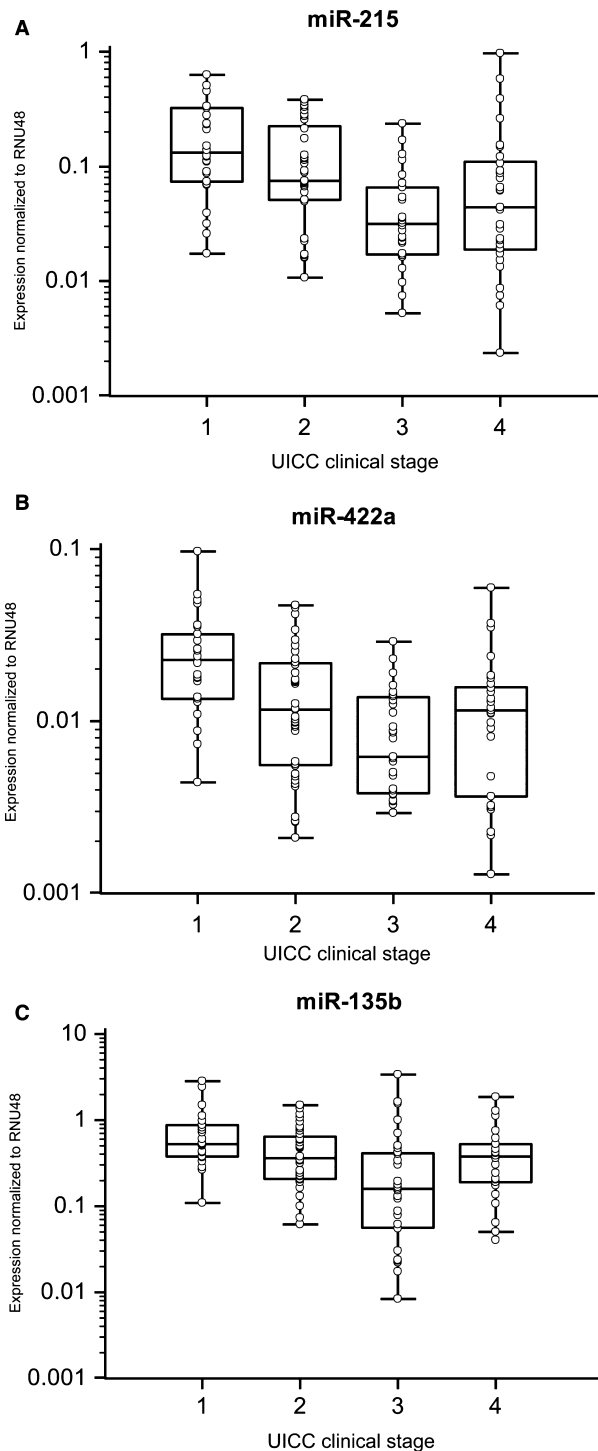 A
miR-215
Expression normalized to RNU48
1
0.1
0.01
0.001
1 2 3 4
UICC clinical stage
B
miR-422a
Expression normalized to RNU48
0.1
0.01
0.001
1 2 3 4
UICC clinical stage
C
miR-135b
Expression normalized to RNU48
10
1
0.1
0.01
0.001
1 2 3 4
UICC clinical stage